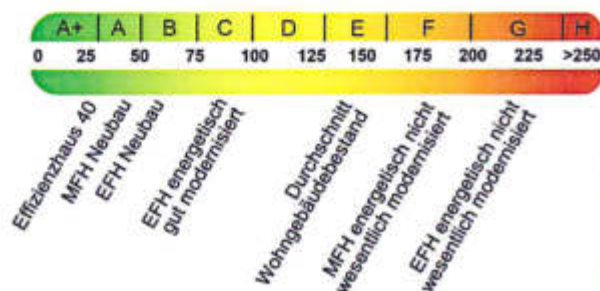 A+ A B C D E F G H
0 25 50 75 100 125 150 175 200 225 >250
Effizienzhaus 40
MFH Neubau
EFH Neubau
EFH energetisch
gut modernisiert
Durchschnitt
Wohngebäudebestand
MFH energetisch nicht
wesentlich modernisiert
EFH energetisch nicht
wesentlich modernisiert